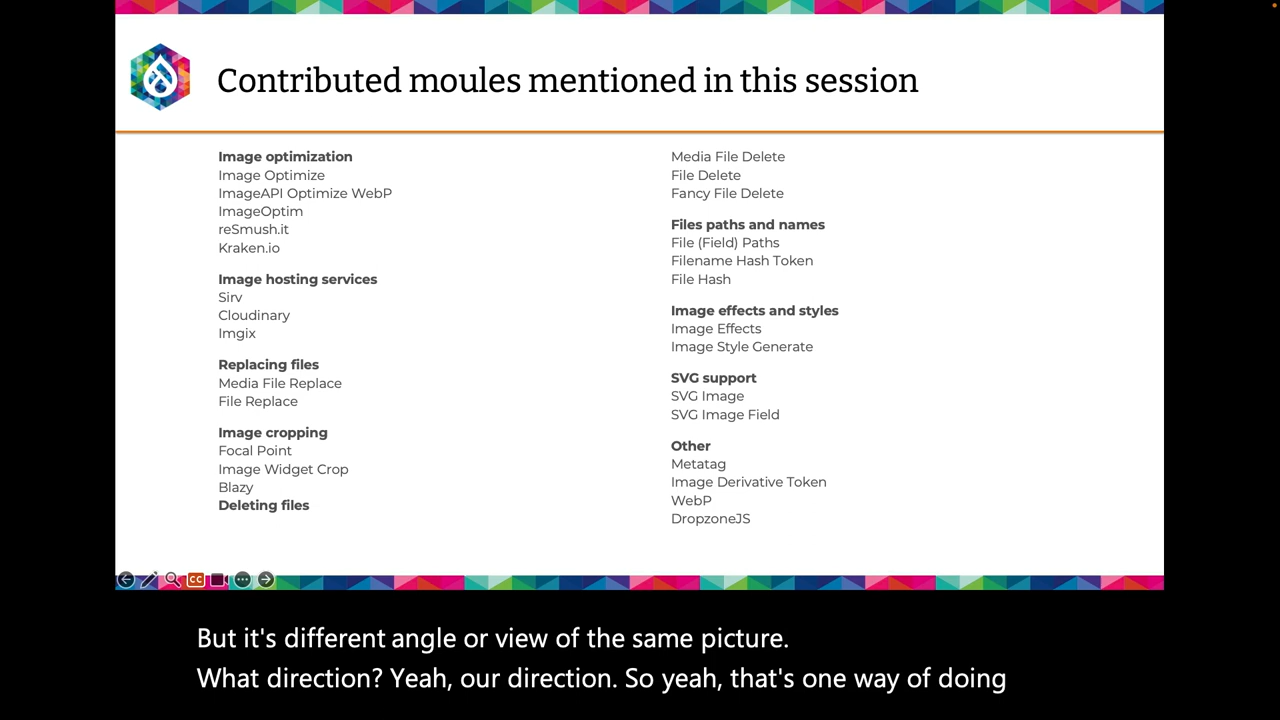 Contributed moules mentioned in this session
Image optimization
Image Optimize
ImageAPI Optimize WebP
ImageOptim
reSmush.it
Kraken.io
Image hosting services
Sirv
Cloudinary
Imgix
Replacing files
Media File Replace
File Replace
Image cropping
Focal Point
Image Widget Crop
Blazy
Deleting files
Media File Delete
File Delete
Fancy File Delete
Files paths and names
File (Field) Paths
Filename Hash Token
File Hash
Image effects and styles
Image Effects
Image Style Generate
SVG support
SVG Image
SVG Image Field
Other
Metatag
Image Derivative Token
WebP
DropzoneJS
CC
But it's different angle or view of the same picture.
What direction? Yeah, our direction. So yeah, that's one way of doing